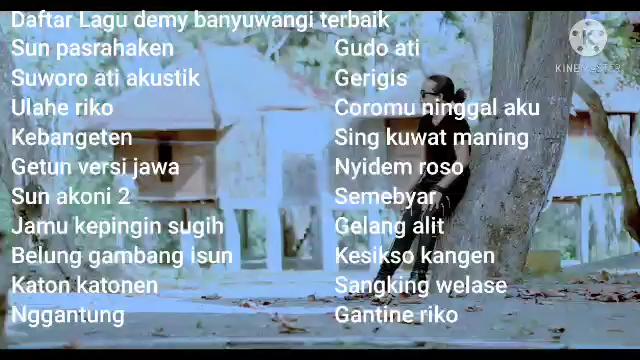 Daftar Lagu demy banyuwangi terbaik
Sun pasrahaken
Suworo ati akustik
Ulahe riko
Kebangeten
Getun versi jawa
Sun akoni 2
Jamu kepingin sugih
Belung gambang isun
Katon katonen
Nggantung
Gudo ati
Gerigis
Coromu ninggal aku
Sing kuwat maning
Nyidem roso
Semebyar
Gelang alit
Kesikso kangen
Sangking welase
Gantine riko
K
KINEMASTER